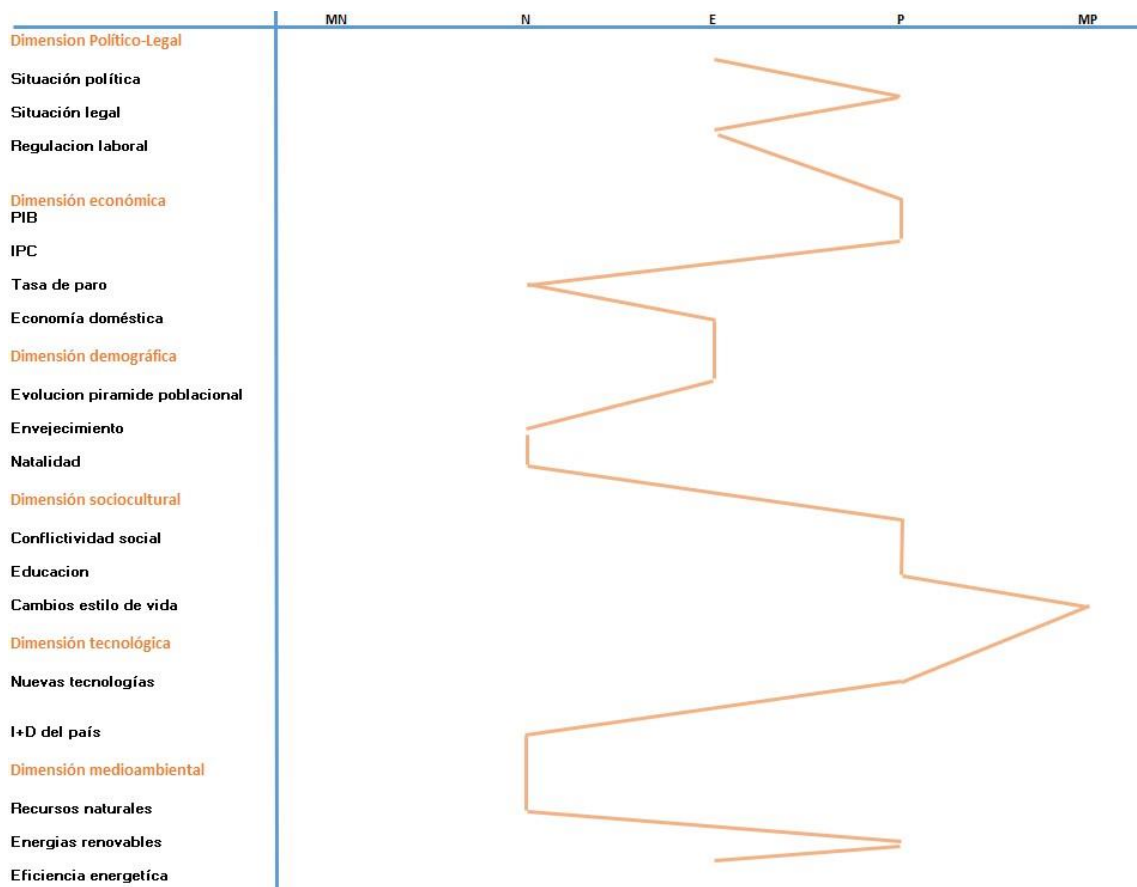 MN N E P MP
Dimension Político-Legal
Situación política
Situación legal
Regulacion laboral
Dimensión económica
PIB
IPC
Tasa de paro
Economía doméstica
Dimensión demográfica
Evolucion piramide poblacional
Envejecimiento
Natalidad
Dimensión sociocultural
Conflictividad social
Educacion
Cambios estilo de vida
Dimensión tecnológica
Nuevas tecnologías
I+D del país
Dimensión medioambiental
Recursos naturales
Energias renovables
Eficiencia energetíca